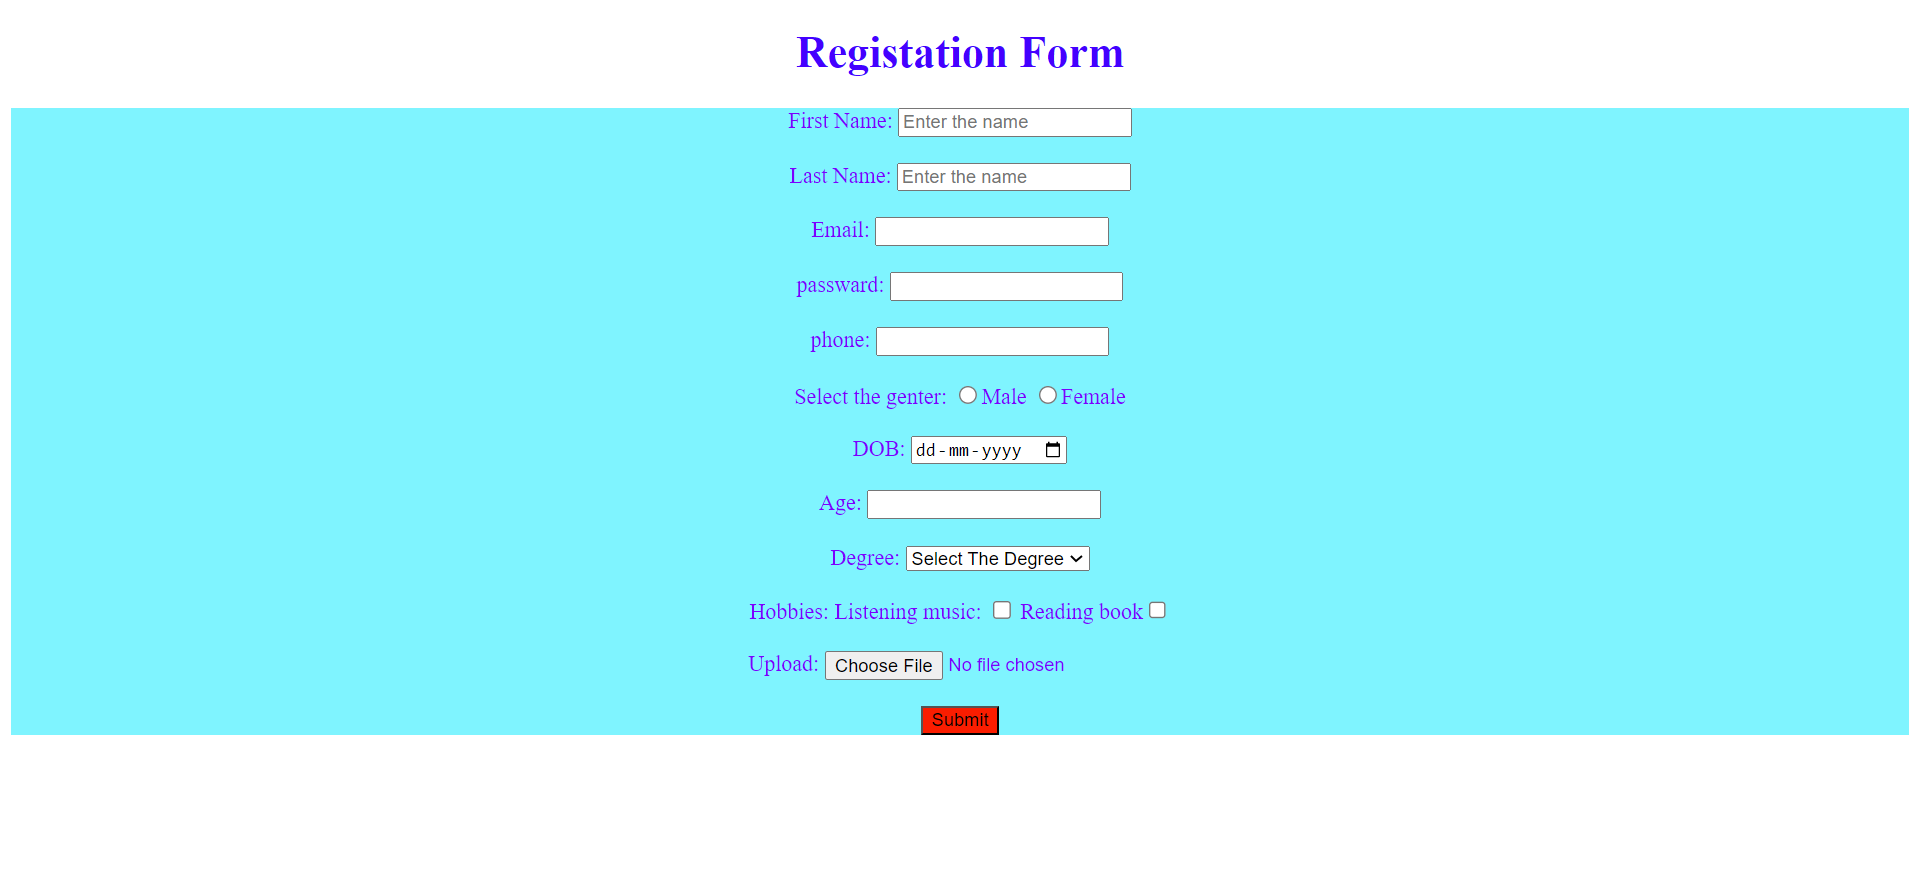 Registation Form
First Name: Enter the name
Last Name: Enter the name
Email:
passward:
phone:
Select the genter: Male Female
DOB: dd-mm-yyyy
Age:
Degree: Select The Degree
Hobbies: Listening music: Reading book
Upload: Choose File No file chosen
Submit